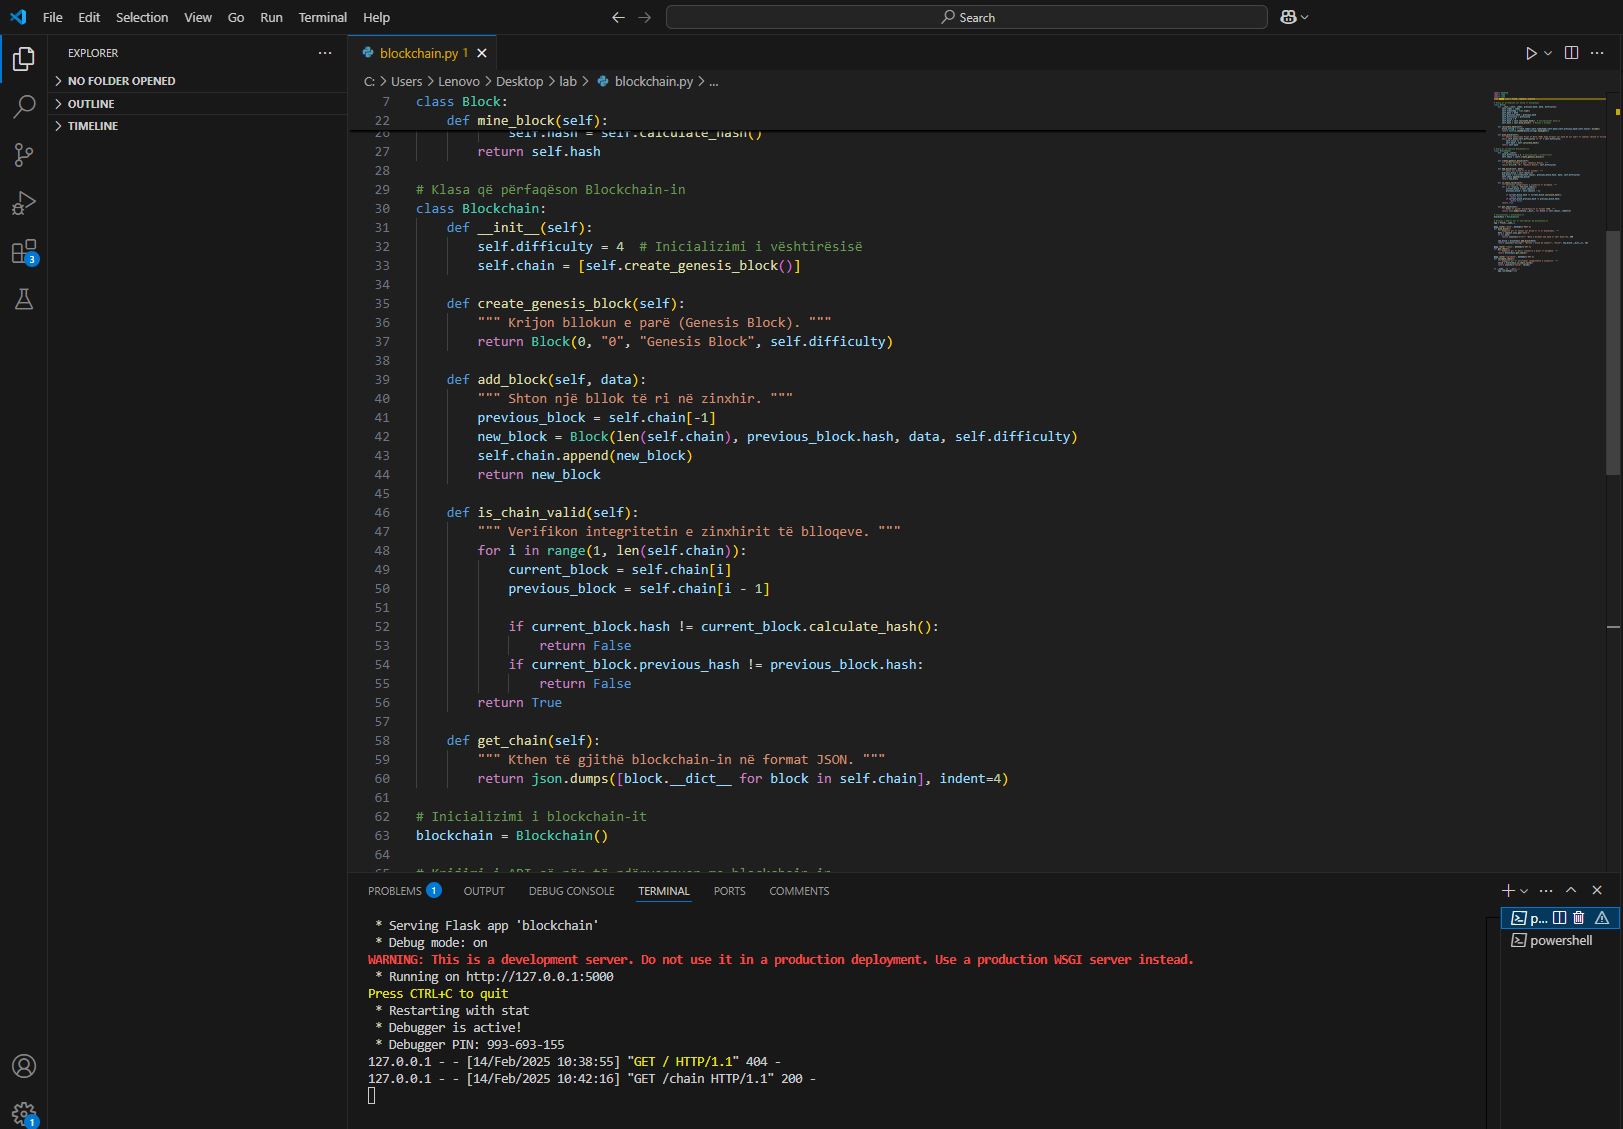 File Edit Selection View Go Run Terminal Help
Search
EXPLORER
NO FOLDER OPENED
OUTLINE
TIMELINE
3
1
blockchain.py 1
C: > Users > Lenovo > Desktop > lab > blockchain.py > ...
7 class Block:
22 def mine_block(self):
26 self.hash = self.calculate_hash()
27 return self.hash
28
29 # Klasa që përfaqëson Blockchain-in
30 class Blockchain:
31 def __init__(self):
32 self.difficulty = 4 # Inicializimi i vështirësisë
33 self.chain = [self.create_genesis_block()]
34
35 def create_genesis_block(self):
36 """ Krijon bllokun e parë (Genesis Block). """
37 return Block(0, "0", "Genesis Block", self.difficulty)
38
39 def add_block(self, data):
40 """ Shton një bllok të ri në zinxhir. """
41 previous_block = self.chain[-1]
42 new_block = Block(len(self.chain), previous_block.hash, data, self.difficulty)
43 self.chain.append(new_block)
44 return new_block
45
46 def is_chain_valid(self):
47 """ Verifikon integritetin e zinxhirit të blloqeve. """
48 for i in range(1, len(self.chain)):
49 current_block = self.chain[i]
50 previous_block = self.chain[i - 1]
51
52 if current_block.hash != current_block.calculate_hash():
53 return False
54 if current_block.previous_hash != previous_block.hash:
55 return False
56 return True
57
58 def get_chain(self):
59 """ Kthen të gjithë blockchain-in në format JSON. """
60 return json.dumps([block.__dict__ for block in self.chain], indent=4)
61
62 # Inicializimi i blockchain-it
63 blockchain = Blockchain()
64
PROBLEMS 1 OUTPUT DEBUG CONSOLE TERMINAL PORTS COMMENTS
* Serving Flask app 'blockchain'
* Debug mode: on
WARNING: This is a development server. Do not use it in a production deployment. Use a production WSGI server instead.
* Running on http://127.0.0.1:5000
Press CTRL+C to quit
* Restarting with stat
* Debugger is active!
* Debugger PIN: 993-693-155
127.0.0.1 - - [14/Feb/2025 10:38:55] "GET / HTTP/1.1" 404 -
127.0.0.1 - - [14/Feb/2025 10:42:16] "GET /chain HTTP/1.1" 200 -
p...
powershell